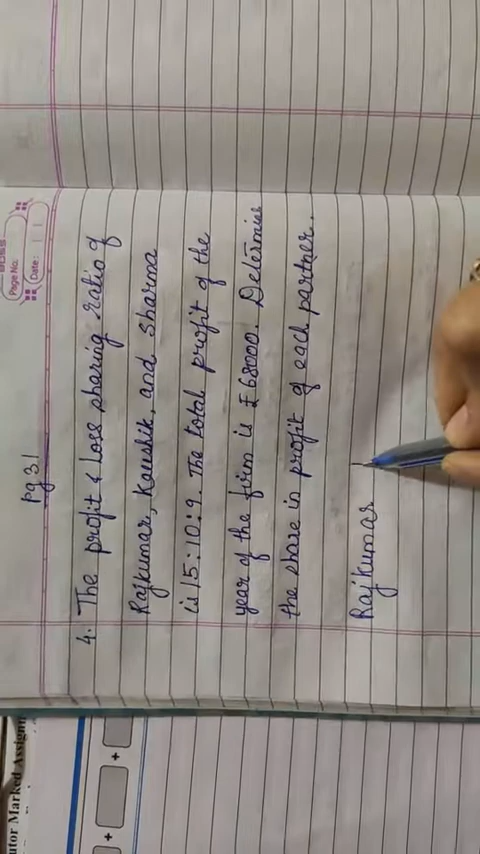 Page No.
Date:
pg 31
4. The profit & Loss sharing ratio of
Rajkumar, Kaushik, and Sharma
is 15:10:9. The total profit of the
year of the firm is £68000. Determine
the share in profit of each partner.
Rajkumar
utor Marked Assignm